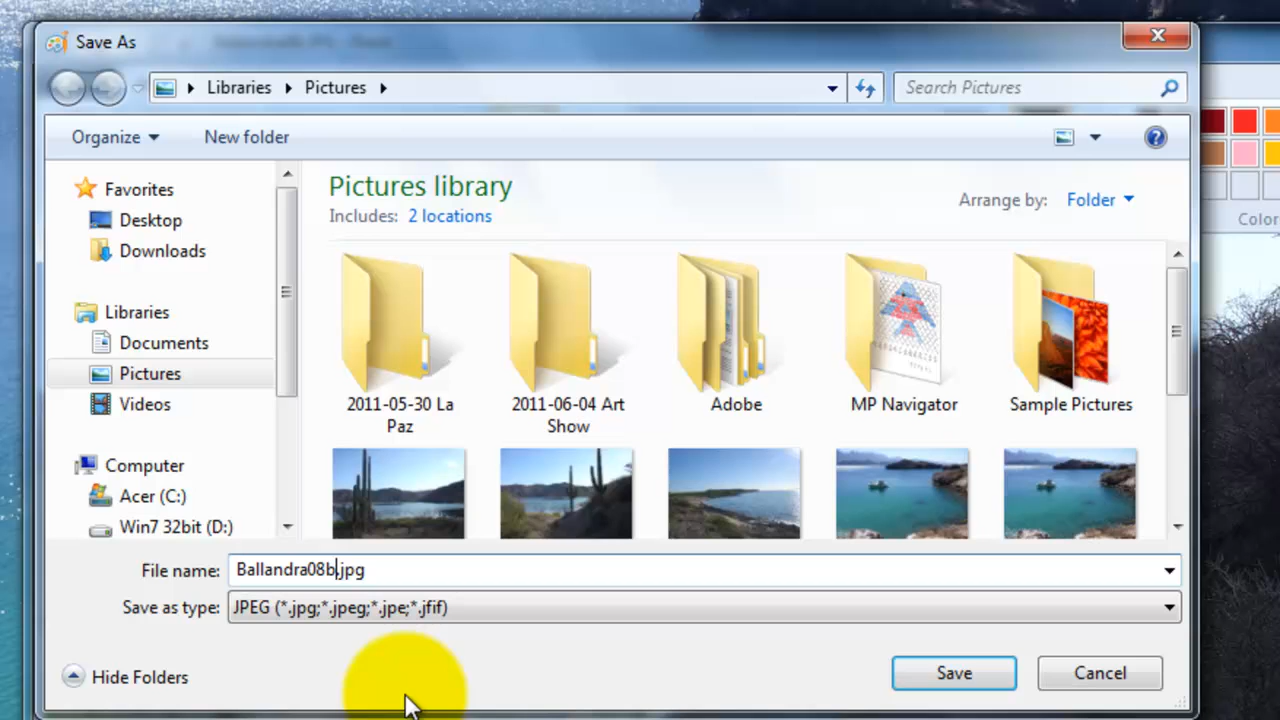 Save As
Libraries
Pictures
Search Pictures
Organize
New folder
Favorites
Desktop
Downloads
Libraries
Documents
Pictures
Videos
Computer
Acer (C:)
Win7 32bit (D:)
Pictures library
Includes: 2 locations
Arrange by: Folder
2011-05-30 La
Paz
2011-06-04 Art
Show
Adobe
MP Navigator
Sample Pictures
File name: Ballandra08b.jpg
Save as type: JPEG (*.jpg;*.jpeg;*.jpe;*.jfif)
Hide Folders
Save
Cancel
Color